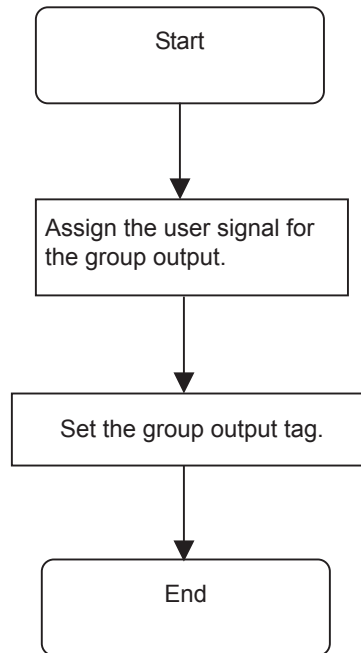 Start
Assign the user signal for
the group output.
Set the group output tag.
End